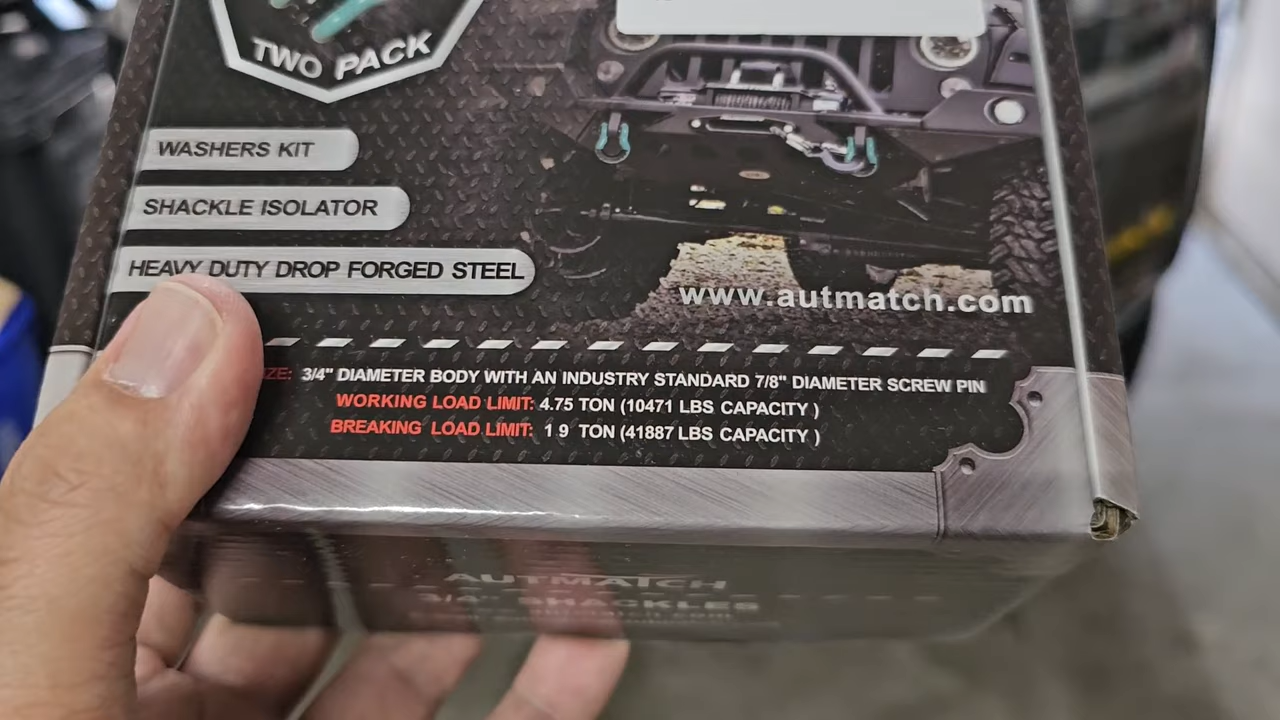 TWO PACK
WASHERS KIT
SHACKLE ISOLATOR
HEAVY DUTY DROP FORGED STEEL
www.autmatch.com
ZE: 3/4" DIAMETER BODY WITH AN INDUSTRY STANDARD 7/8" DIAMETER SCREW PIN
WORKING LOAD LIMIT: 4.75 TON (10471 LBS CAPACITY )
BREAKING LOAD LIMIT: 1 9 TON (41887 LBS CAPACITY )
AUTMATCH
3/4" SHACKLES